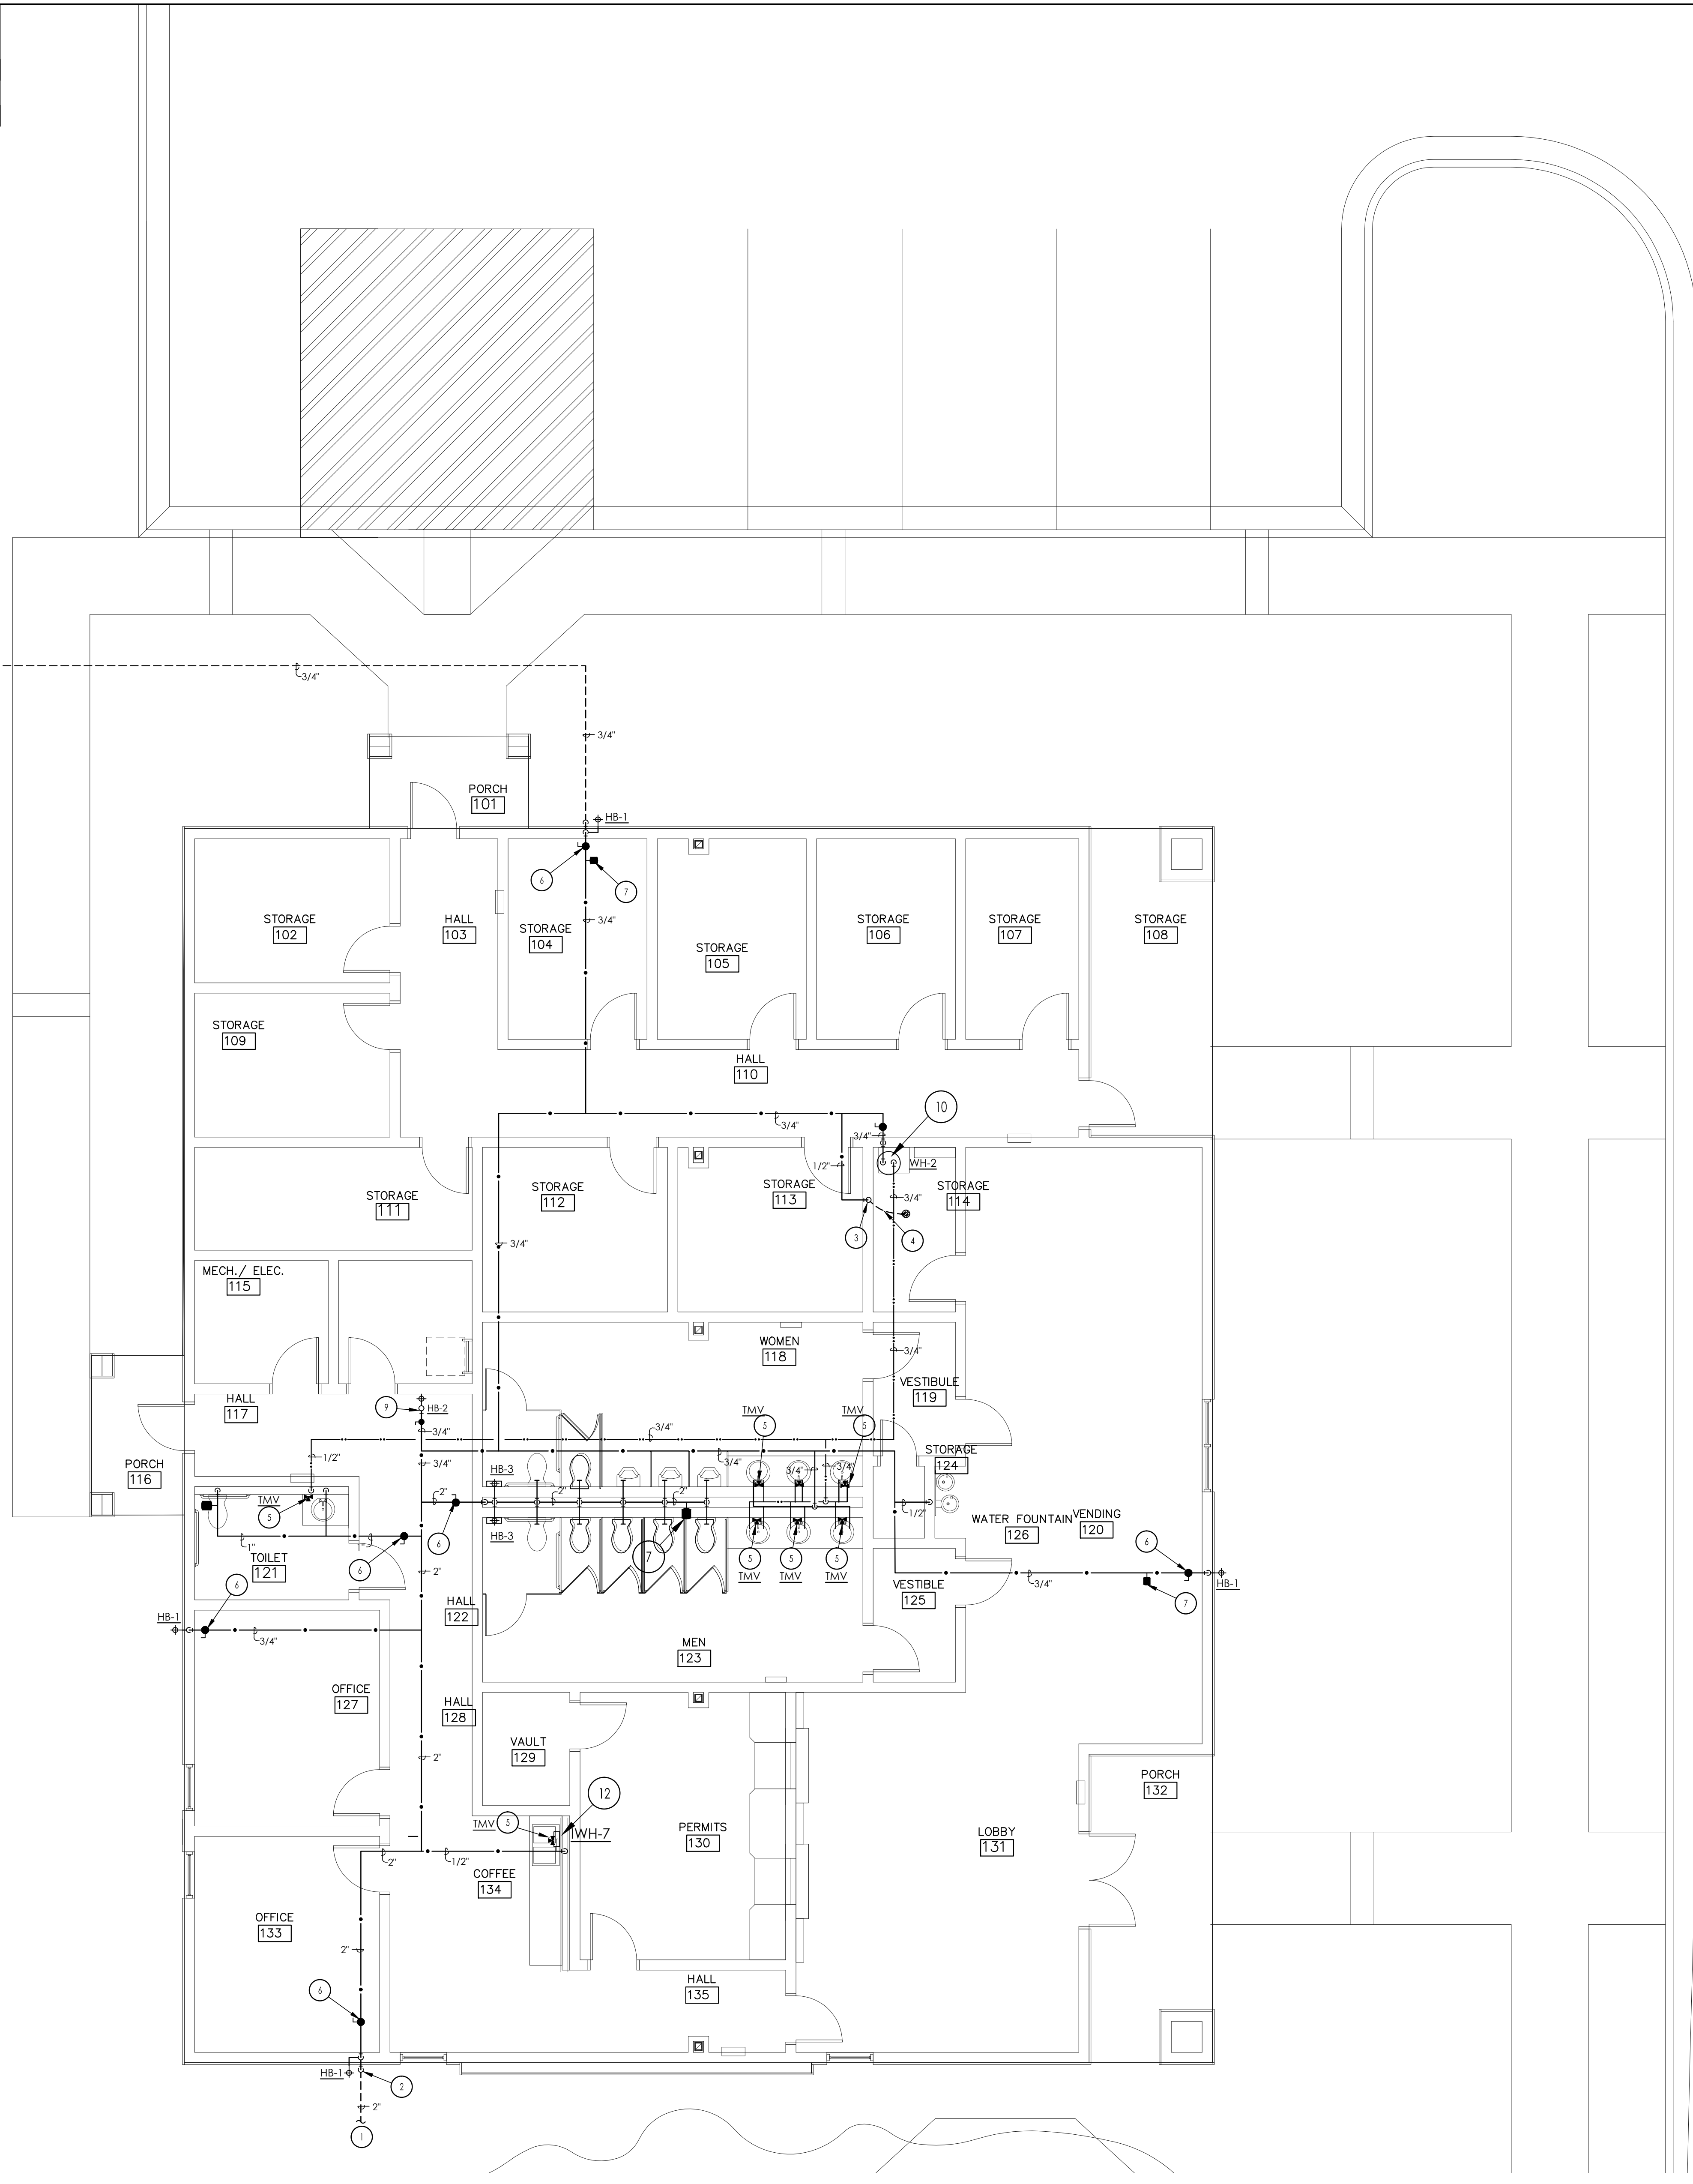 3/4"
3/4"
PORCH
101
HB-1
6
7
STORAGE
102
HALL
103
3/4"
STORAGE
104
STORAGE
105
STORAGE
106
STORAGE
107
STORAGE
108
STORAGE
109
HALL
110
10
3/4"
3/4"
1/2"
WH-2
STORAGE
111
STORAGE
112
STORAGE
113
3/4"
STORAGE
114
3
4
3/4"
MECH./ ELEC.
115
WOMEN
118
3/4"
VESTIBULE
119
HALL
117
9
HB-2
TMV
5
TMV
5
3/4"
3/4"
1/2"
3/4"
3/4"
STORAGE
124
PORCH
116
HB-3
3/4"
3/4"
TMV
5
2"
2"
2"
1/2"
WATER FOUNTAIN
126
VENDING
120
HB-3
6
6
7
6
1"
TOILET
121
6
5
TMV
5
TMV
5
TMV
2"
3/4"
HB-1
7
VESTIBLE
125
HALL
122
HB-1
3/4"
MEN
123
OFFICE
127
HALL
128
2"
VAULT
129
PORCH
132
12
TMV
5
IWH-7
PERMITS
130
LOBBY
131
2"
1/2"
COFFEE
134
OFFICE
133
2"
6
HALL
135
HB-1
2
2"
1